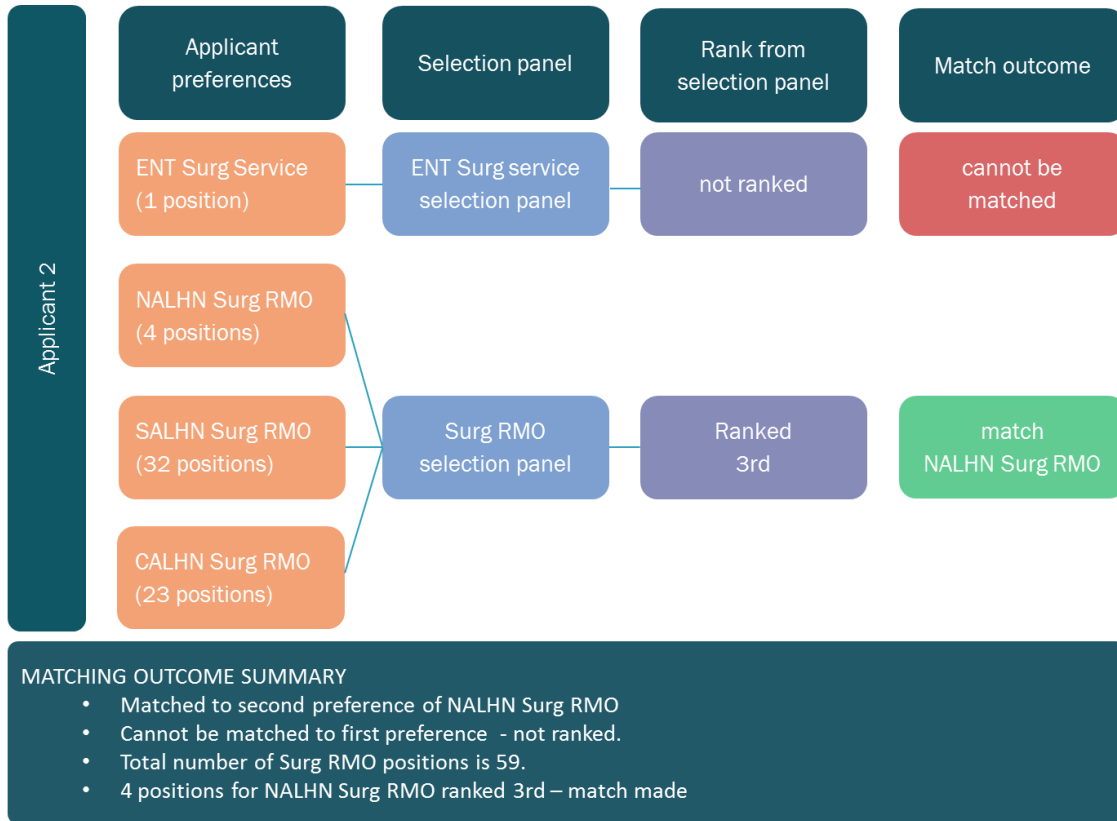 Applicant 2
Applicant
preferences
Selection panel
Rank from
selection panel
Match outcome
ENT Surg Service
(1 position)
ENT Surg service
selection panel
not ranked
cannot be
matched
NALHN Surg RMO
(4 positions)
SALHN Surg RMO
(32 positions)
Surg RMO
selection panel
Ranked
3rd
match
NALHN Surg RMO
CALHN Surg RMO
(23 positions)
MATCHING OUTCOME SUMMARY
• Matched to second preference of NALHN Surg RMO
• Cannot be matched to first preference - not ranked.
• Total number of Surg RMO positions is 59.
• 4 positions for NALHN Surg RMO ranked 3rd – match made